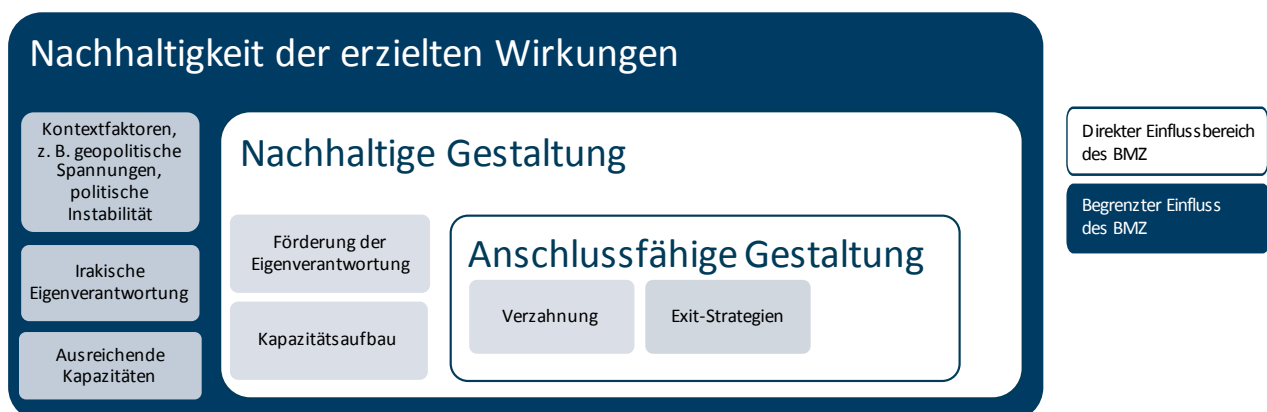 Nachhaltigkeit der erzielten Wirkungen
Kontextfaktoren,
z. B. geopolitische
Spannungen,
politische
Instabilität
Irakische
Eigenverantwortung
Ausreichende
Kapazitäten
Nachhaltige Gestaltung
Förderung der
Eigenverantwortung
Kapazitätsaufbau
Anschlussfähige Gestaltung
Verzahnung
Exit-Strategien
Direkter Einflussbereich
des BMZ
Begrenzter Einfluss
des BMZ